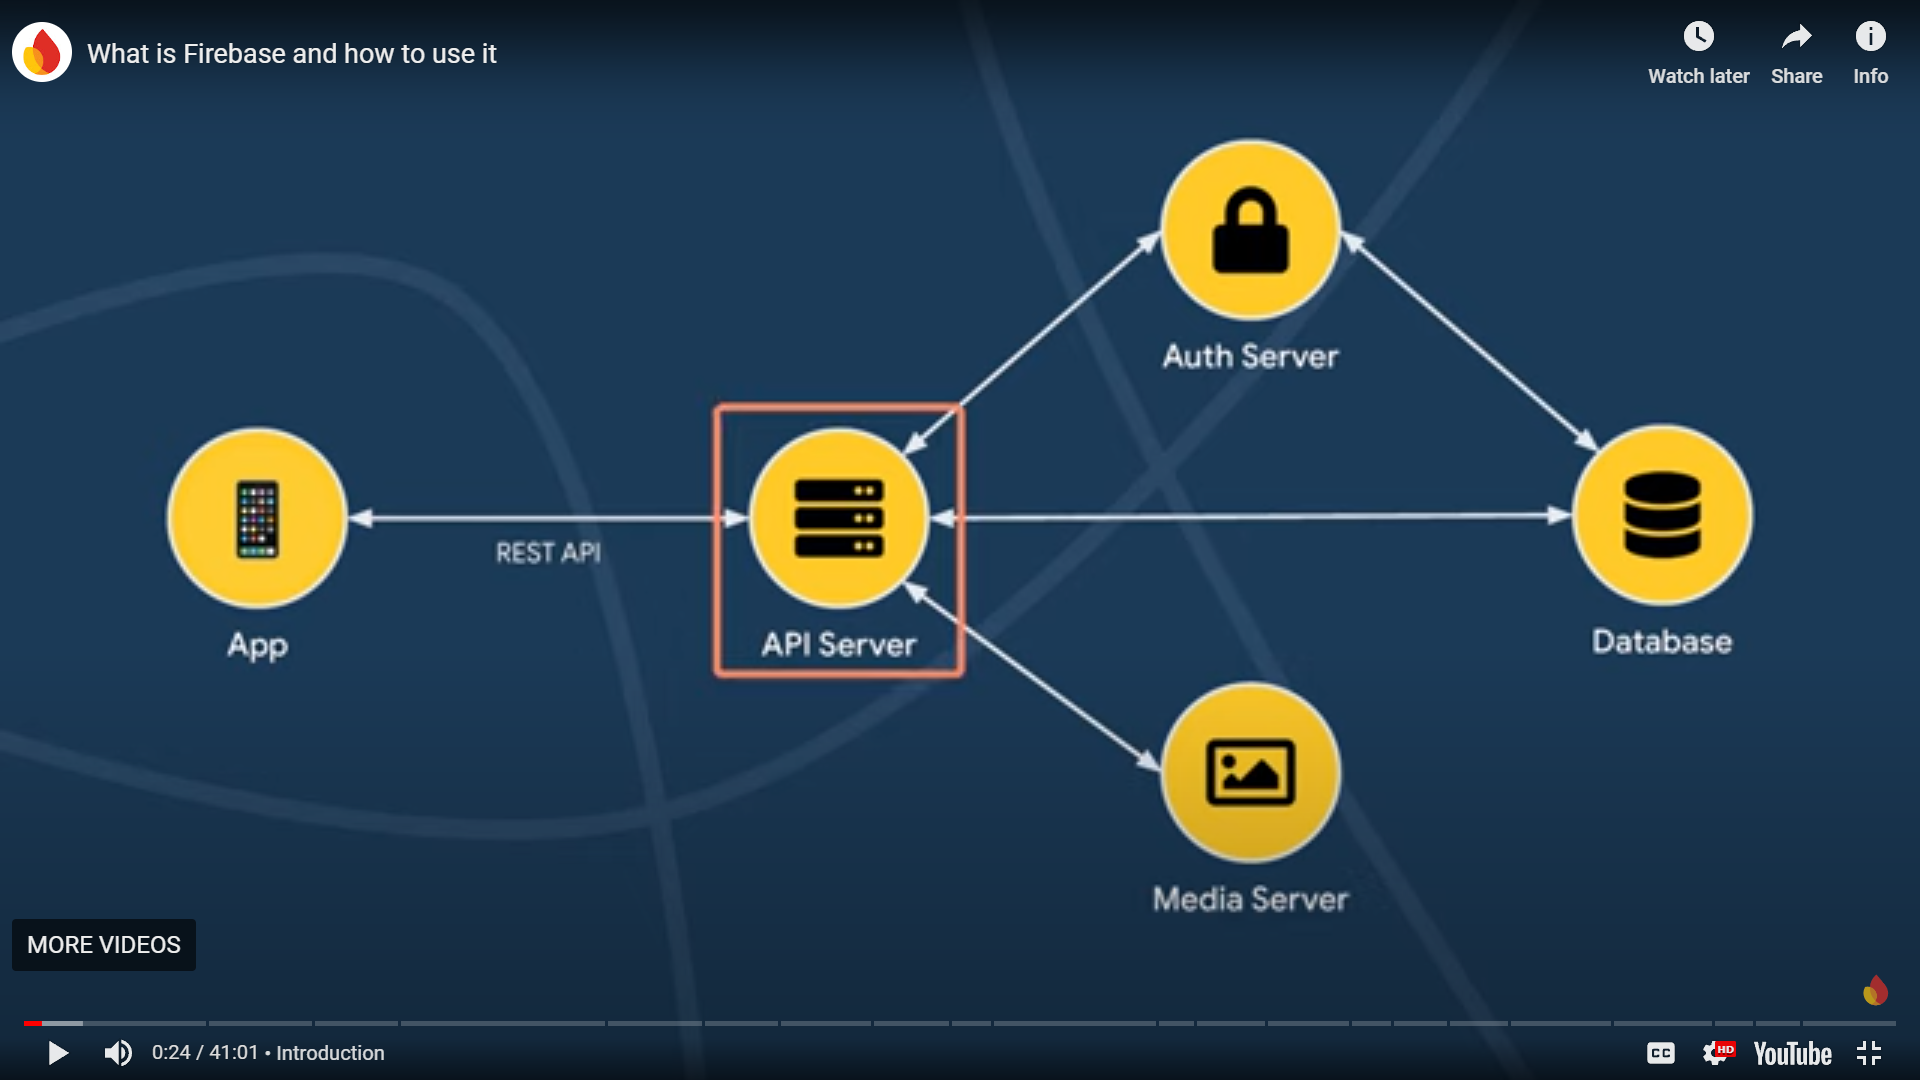 What is Firebase and how to use it
Watch later
Share
Info
Auth Server
REST API
App
API Server
Database
Media Server
MORE VIDEOS
0:24 / 41:01 • Introduction
CC
HD
YouTube